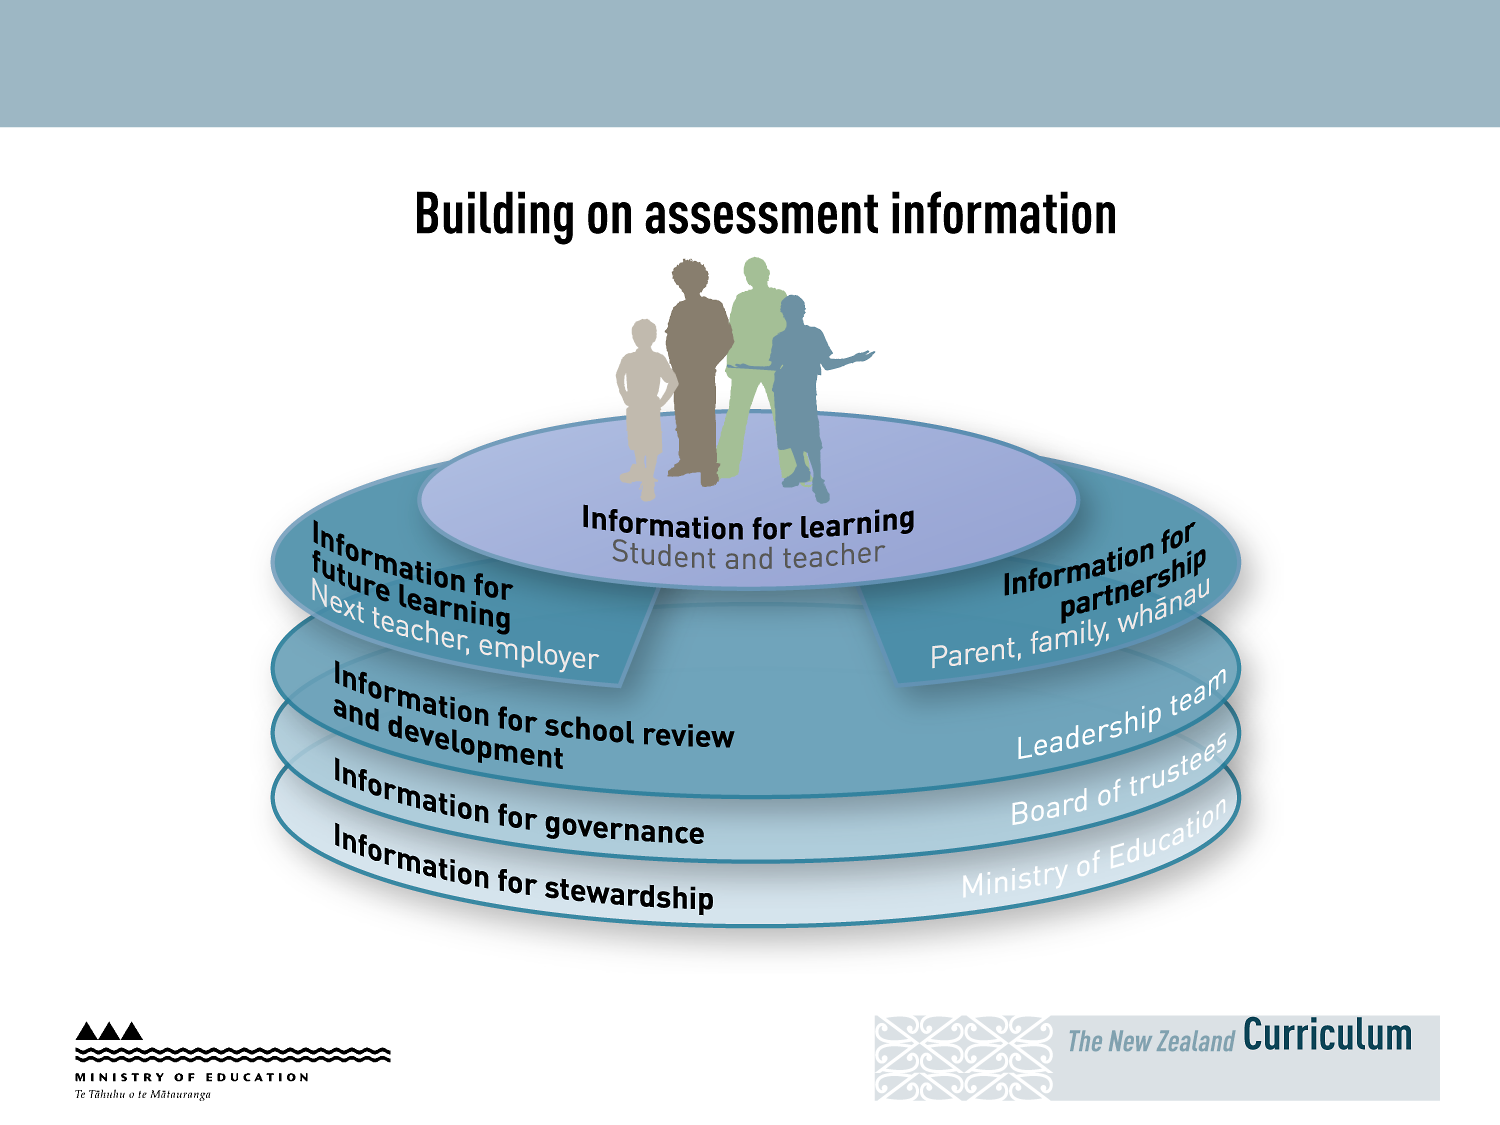 Building on assessment information
Information for learning
Student and teacher
Information for
future learning
Next teacher, employer
Information for
partnership
Parent, family, whānau
Information for school review
and development
Leadership team
Information for governance
Board of trustees
Information for stewardship
Ministry of Education
MINISTRY OF EDUCATION
Te Tāhuhu o te Mātauranga
The New Zealand Curriculum